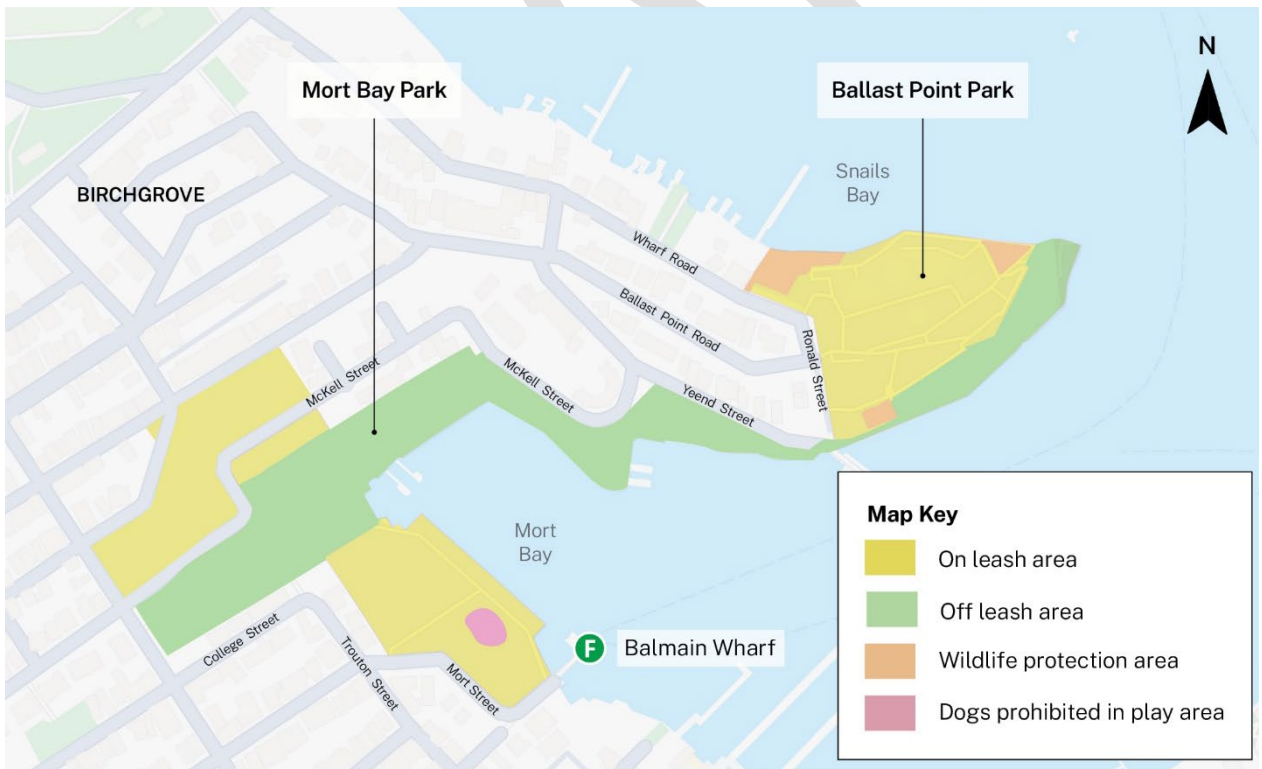 Mort Bay Park
Ballast Point Park
N
Snails
Bay
BIRCHGROVE
Wharf Road
Ballast Point Road
Ronald Street
McKell Street
McKell Street
Yeend Street
Mort
Bay
College Street
Trouton Street
Mort Street
F
Balmain Wharf
Map Key
On leash area
Off leash area
Wildlife protection area
Dogs prohibited in play area